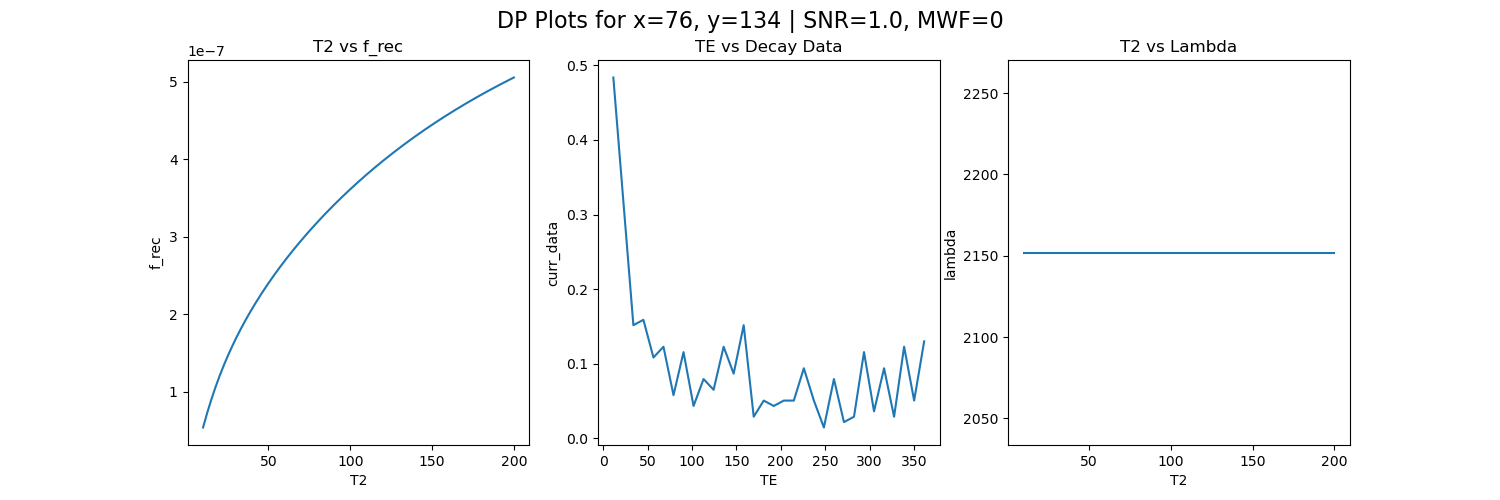 DP Plots for x=76, y=134 | SNR=1.0, MWF=0
T2 vs f_rec
1e−7
5
4
3
2
1
f_rec
50 100 150 200
T2
TE vs Decay Data
0.5
0.4
0.3
0.2
0.1
0.0
curr_data
0 50 100 150 200 250 300 350
TE
T2 vs Lambda
2250
2200
2150
2100
2050
lambda
50 100 150 200
T2